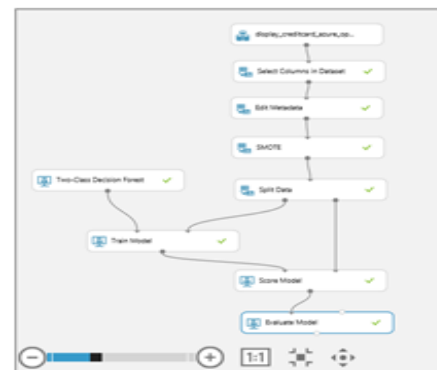 display_creditcard_azure_op...
Select Columns in Dataset
Edit Metadata
SMOTE
Two-Class Decision Forest
Split Data
Train Model
Score Model
Evaluate Model
1:1